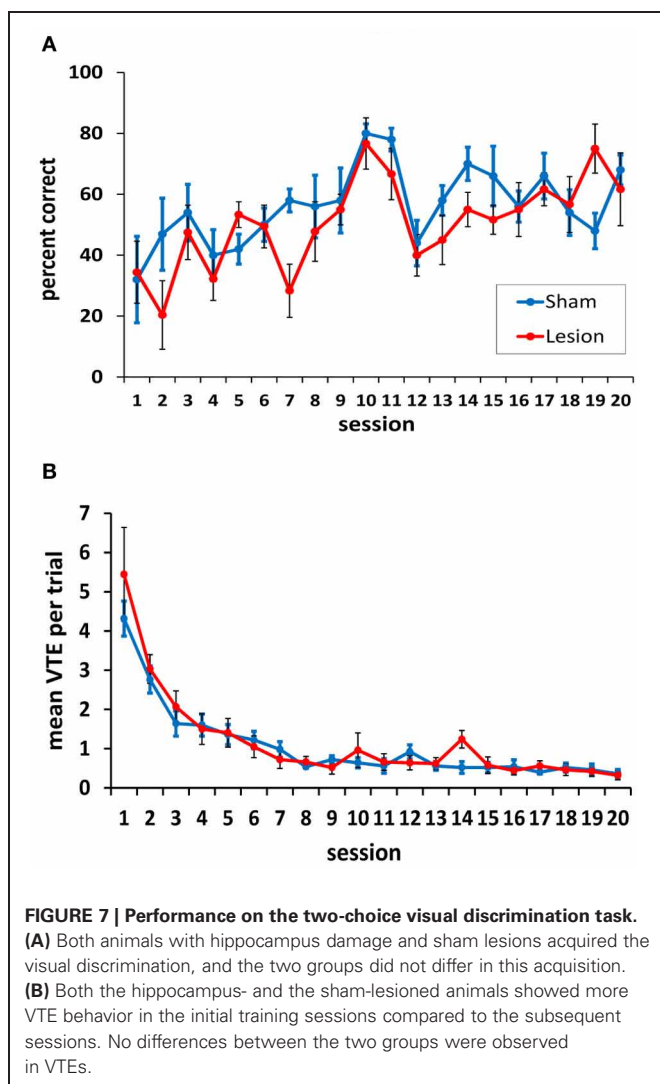 A
100
80
60
40
20
0
percent correct
Sham
Lesion
1 2 3 4 5 6 7 8 9 10 11 12 13 14 15 16 17 18 19 20
session
B
7
6
5
4
3
2
1
0
mean VTE per trial
1 2 3 4 5 6 7 8 9 10 11 12 13 14 15 16 17 18 19 20
session
FIGURE 7 | Performance on the two-choice visual discrimination task.
(A) Both animals with hippocampus damage and sham lesions acquired the
visual discrimination, and the two groups did not differ in this acquisition.
(B) Both the hippocampus- and the sham-lesioned animals showed more
VTE behavior in the initial training sessions compared to the subsequent
sessions. No differences between the two groups were observed
in VTEs.